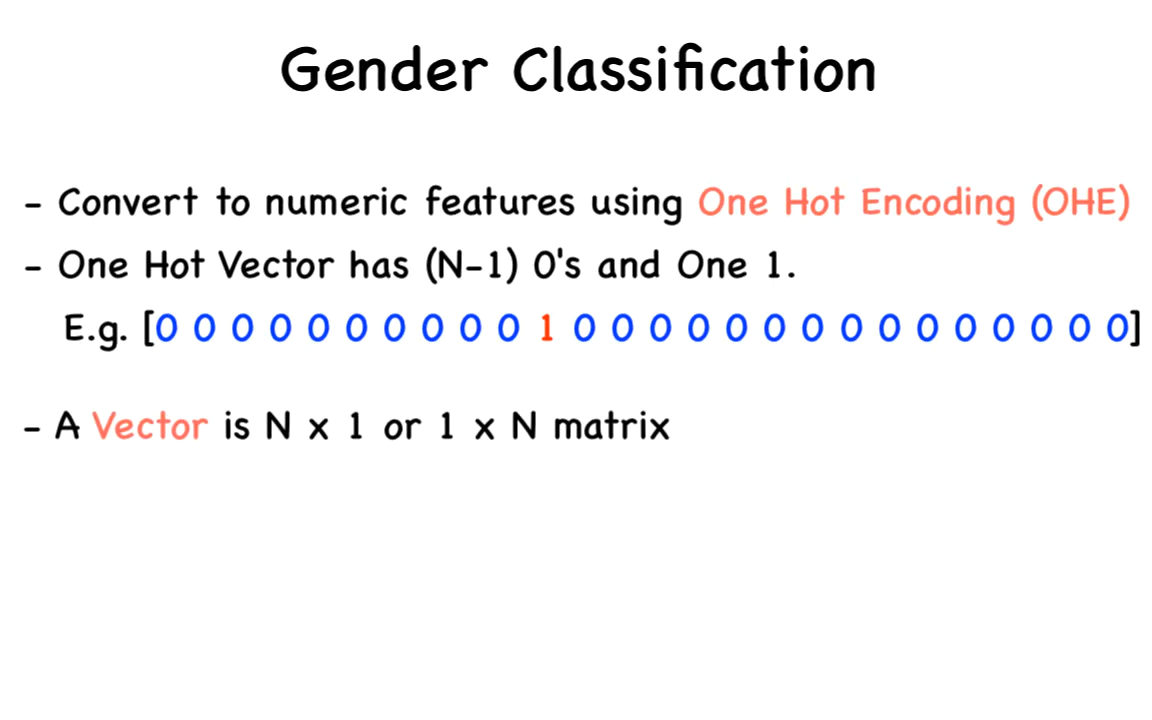 Gender Classification
- Convert to numeric features using One Hot Encoding (OHE)
- One Hot Vector has (N-1) 0's and One 1.
E.g. [0 0 0 0 0 0 0 0 0 0 1 0 0 0 0 0 0 0 0 0 0 0 0 0 0 0]
- A Vector is N x 1 or 1 x N matrix